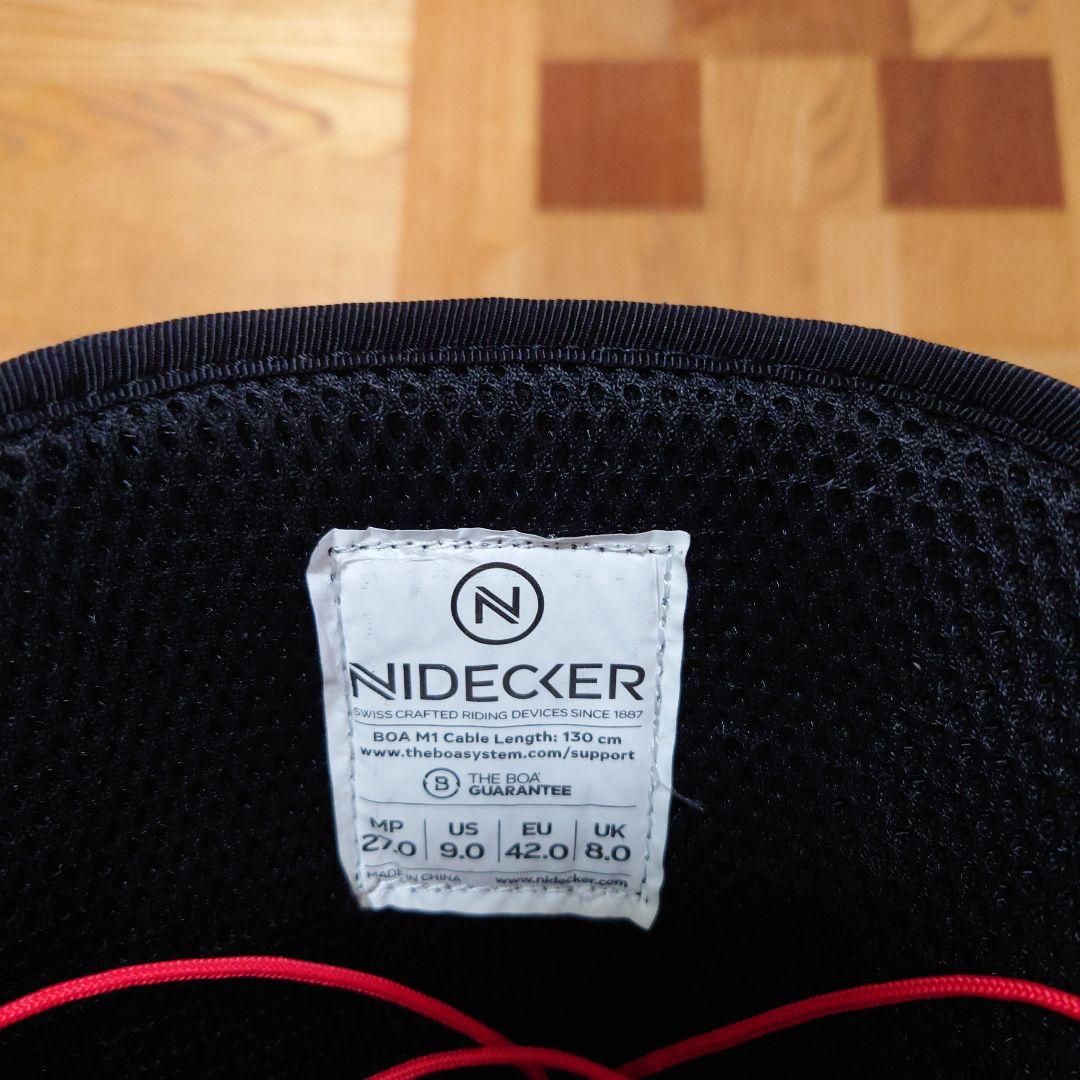 N
NIDECKER
SWISS CRAFTED RIDING DEVICES SINCE 1887
BOA M1 Cable Length: 130 cm
www.theboasystem.com/support
B THE BOA®
GUARANTEE
MP US EU UK
27.0 9.0 42.0 8.0
MADE IN CHINA www.nidecker.com